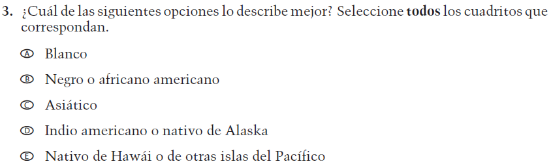 3. ¿Cuál de las siguientes opciones lo describe mejor? Seleccione todos los cuadritos que
correspondan.
A Blanco
B Negro o africano americano
C Asiático
D Indio americano o nativo de Alaska
E Nativo de Hawái o de otras islas del Pacífico